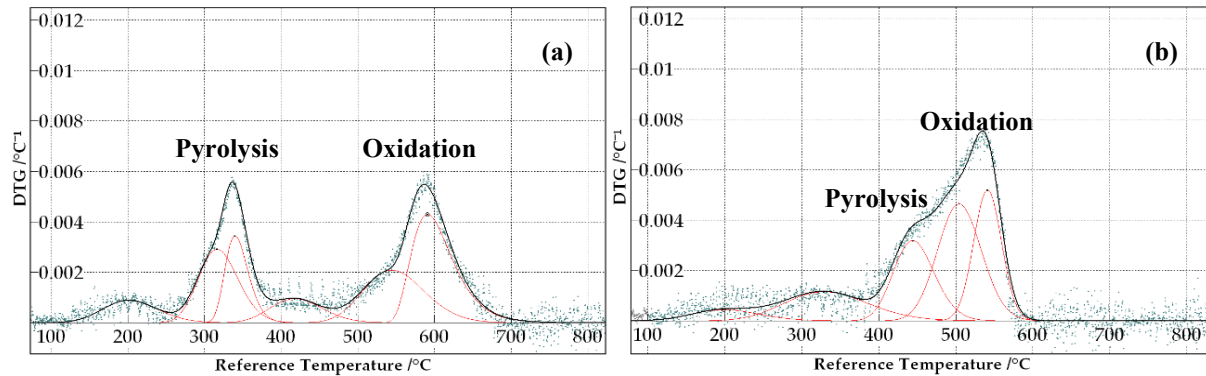 0.012
(a)
0.01
0.008
Pyrolysis Oxidation
0.006
0.004
0.002
100 200 300 400 500 600 700 800
Reference Temperature /°C
DTG /°C⁻¹
0.012
(b)
0.01
0.008
Oxidation
0.006
Pyrolysis
0.004
0.002
100 200 300 400 500 600 700 800
Reference Temperature /°C
DTG /°C⁻¹